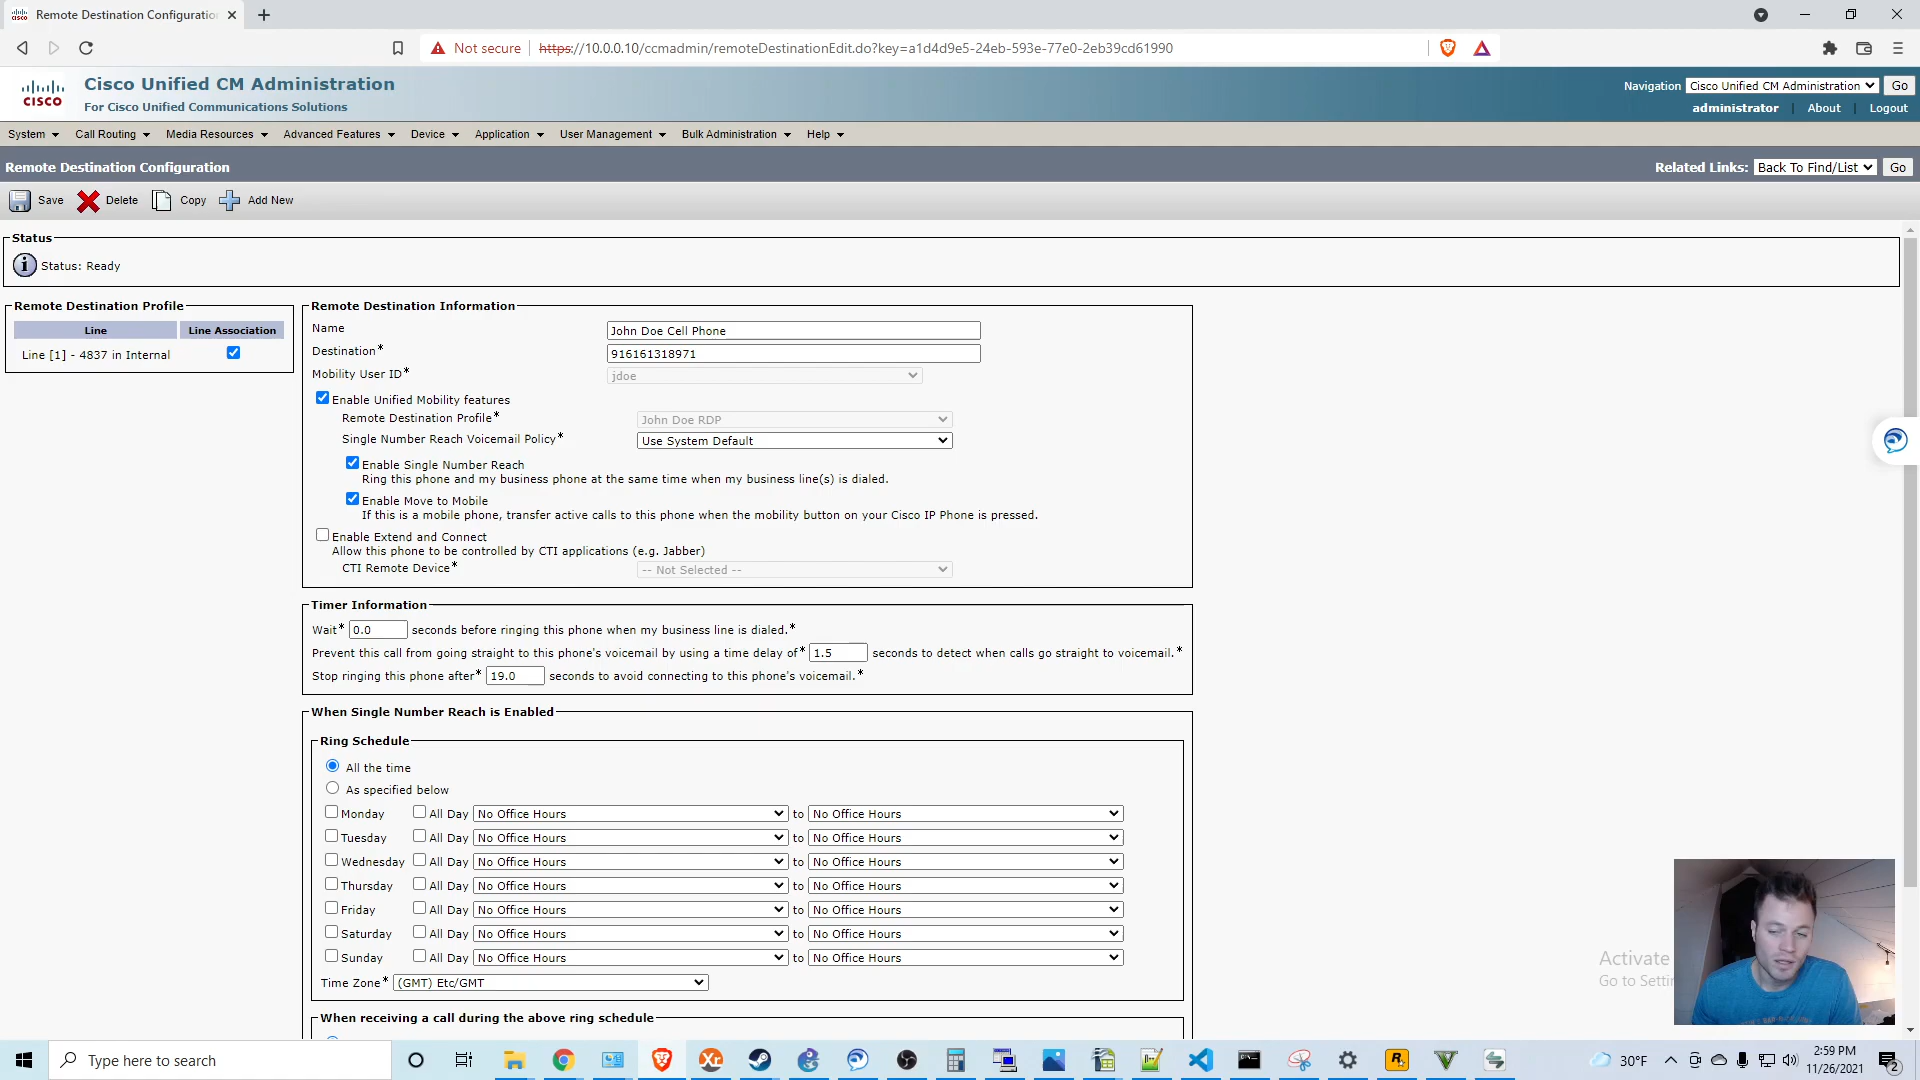 Remote Destination Configuration
Not secure
https://10.0.0.10/ccmadmin/remoteDestinationEdit.do?key=a1d4d9e5-24eb-593e-77e0-2eb39cd61990
CISCO
Cisco Unified CM Administration
For Cisco Unified Communications Solutions
Navigation Cisco Unified CM Administration Go
administrator | About | Logout
System Call Routing Media Resources Advanced Features Device Application User Management Bulk Administration Help
Remote Destination Configuration
Related Links: Back To Find/List Go
Save Delete Copy Add New
Status
Status: Ready
Remote Destination Profile
Line Line Association
Line [1] - 4837 in Internal
Remote Destination Information
Name John Doe Cell Phone
Destination* 916161318971
Mobility User ID* jdoe
Enable Unified Mobility features
Remote Destination Profile* John Doe RDP
Single Number Reach Voicemail Policy* Use System Default
Enable Single Number Reach
Ring this phone and my business phone at the same time when my business line(s) is dialed.
Enable Move to Mobile
If this is a mobile phone, transfer active calls to this phone when the mobility button on your Cisco IP Phone is pressed.
Enable Extend and Connect
Allow this phone to be controlled by CTI applications (e.g. Jabber)
CTI Remote Device* -- Not Selected --
Timer Information
Wait* 0.0 seconds before ringing this phone when my business line is dialed.*
Prevent this call from going straight to this phone's voicemail by using a time delay of* 1.5 seconds to detect when calls go straight to voicemail.*
Stop ringing this phone after* 19.0 seconds to avoid connecting to this phone's voicemail.*
When Single Number Reach is Enabled
Ring Schedule
All the time
As specified below
Monday All Day No Office Hours to No Office Hours
Tuesday All Day No Office Hours to No Office Hours
Wednesday All Day No Office Hours to No Office Hours
Thursday All Day No Office Hours to No Office Hours
Friday All Day No Office Hours to No Office Hours
Saturday All Day No Office Hours to No Office Hours
Sunday All Day No Office Hours to No Office Hours
Time Zone* (GMT) Etc/GMT
When receiving a call during the above ring schedule
Activate
Go to Setti
Type here to search
Xr
R
30°F
2:59 PM
11/26/2021
2